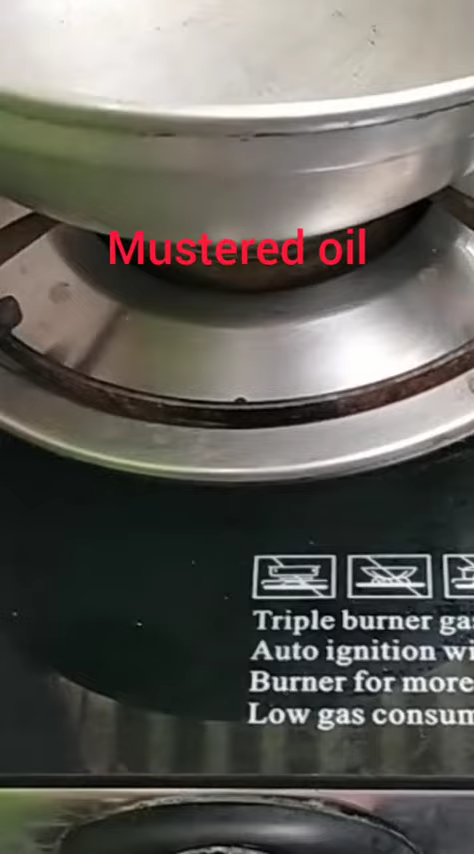 Mustered oil
Triple burner
Auto ignition
Burner for more
Low gas